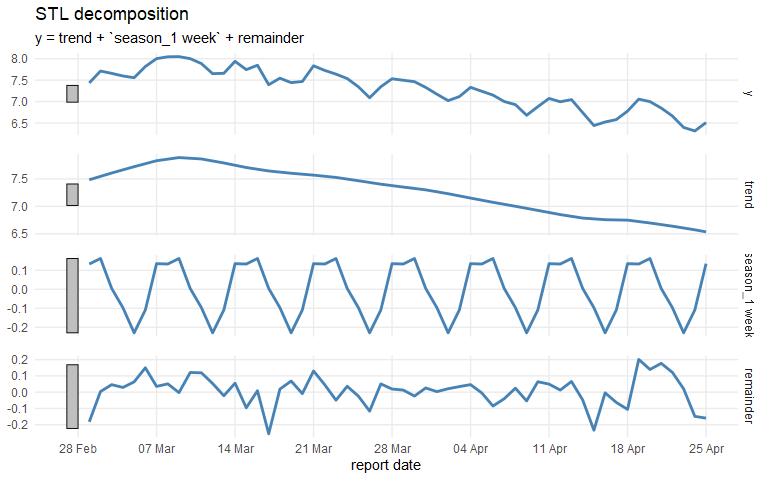 STL decomposition
y = trend + `season_1 week` + remainder
8.0
7.5
7.0
6.5
y
7.5
7.0
6.5
trend
0.1
0.0
-0.1
-0.2
season_1 week
0.2
0.1
0.0
-0.1
-0.2
remainder
28 Feb 07 Mar 14 Mar 21 Mar 28 Mar 04 Apr 11 Apr 18 Apr 25 Apr
report date